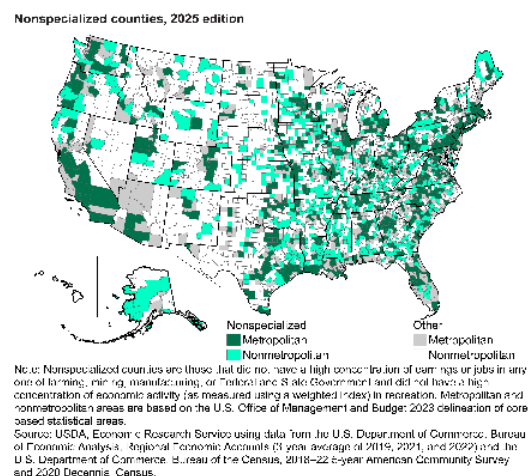 Nonspecialized counties, 2025 edition
Nonspecialized
Metropolitan
Nonmetropolitan
Other
Metropolitan
Nonmetropolitan
Note: Nonspecialized counties are those that did not have a high concentration of earnings or jobs in any
one of farming, mining, manufacturing, or Federal and State Government and did not have a high
concentration of economic activity (as measured using a weighted index) in recreation. Metropolitan and
nonmetropolitan areas are based on the U.S. Office of Management and Budget 2023 delineation of core
based statistical areas.
Source: USDA, Economic Research Service using data from the U.S. Department of Commerce, Bureau
of Economic Analysis, Regional Economic Accounts (3 year average of 2019, 2021, and 2022) and the
U.S. Department of Commerce, Bureau of the Census, 2018–22 5-year American Community Survey
and 2020 Decennial Census.